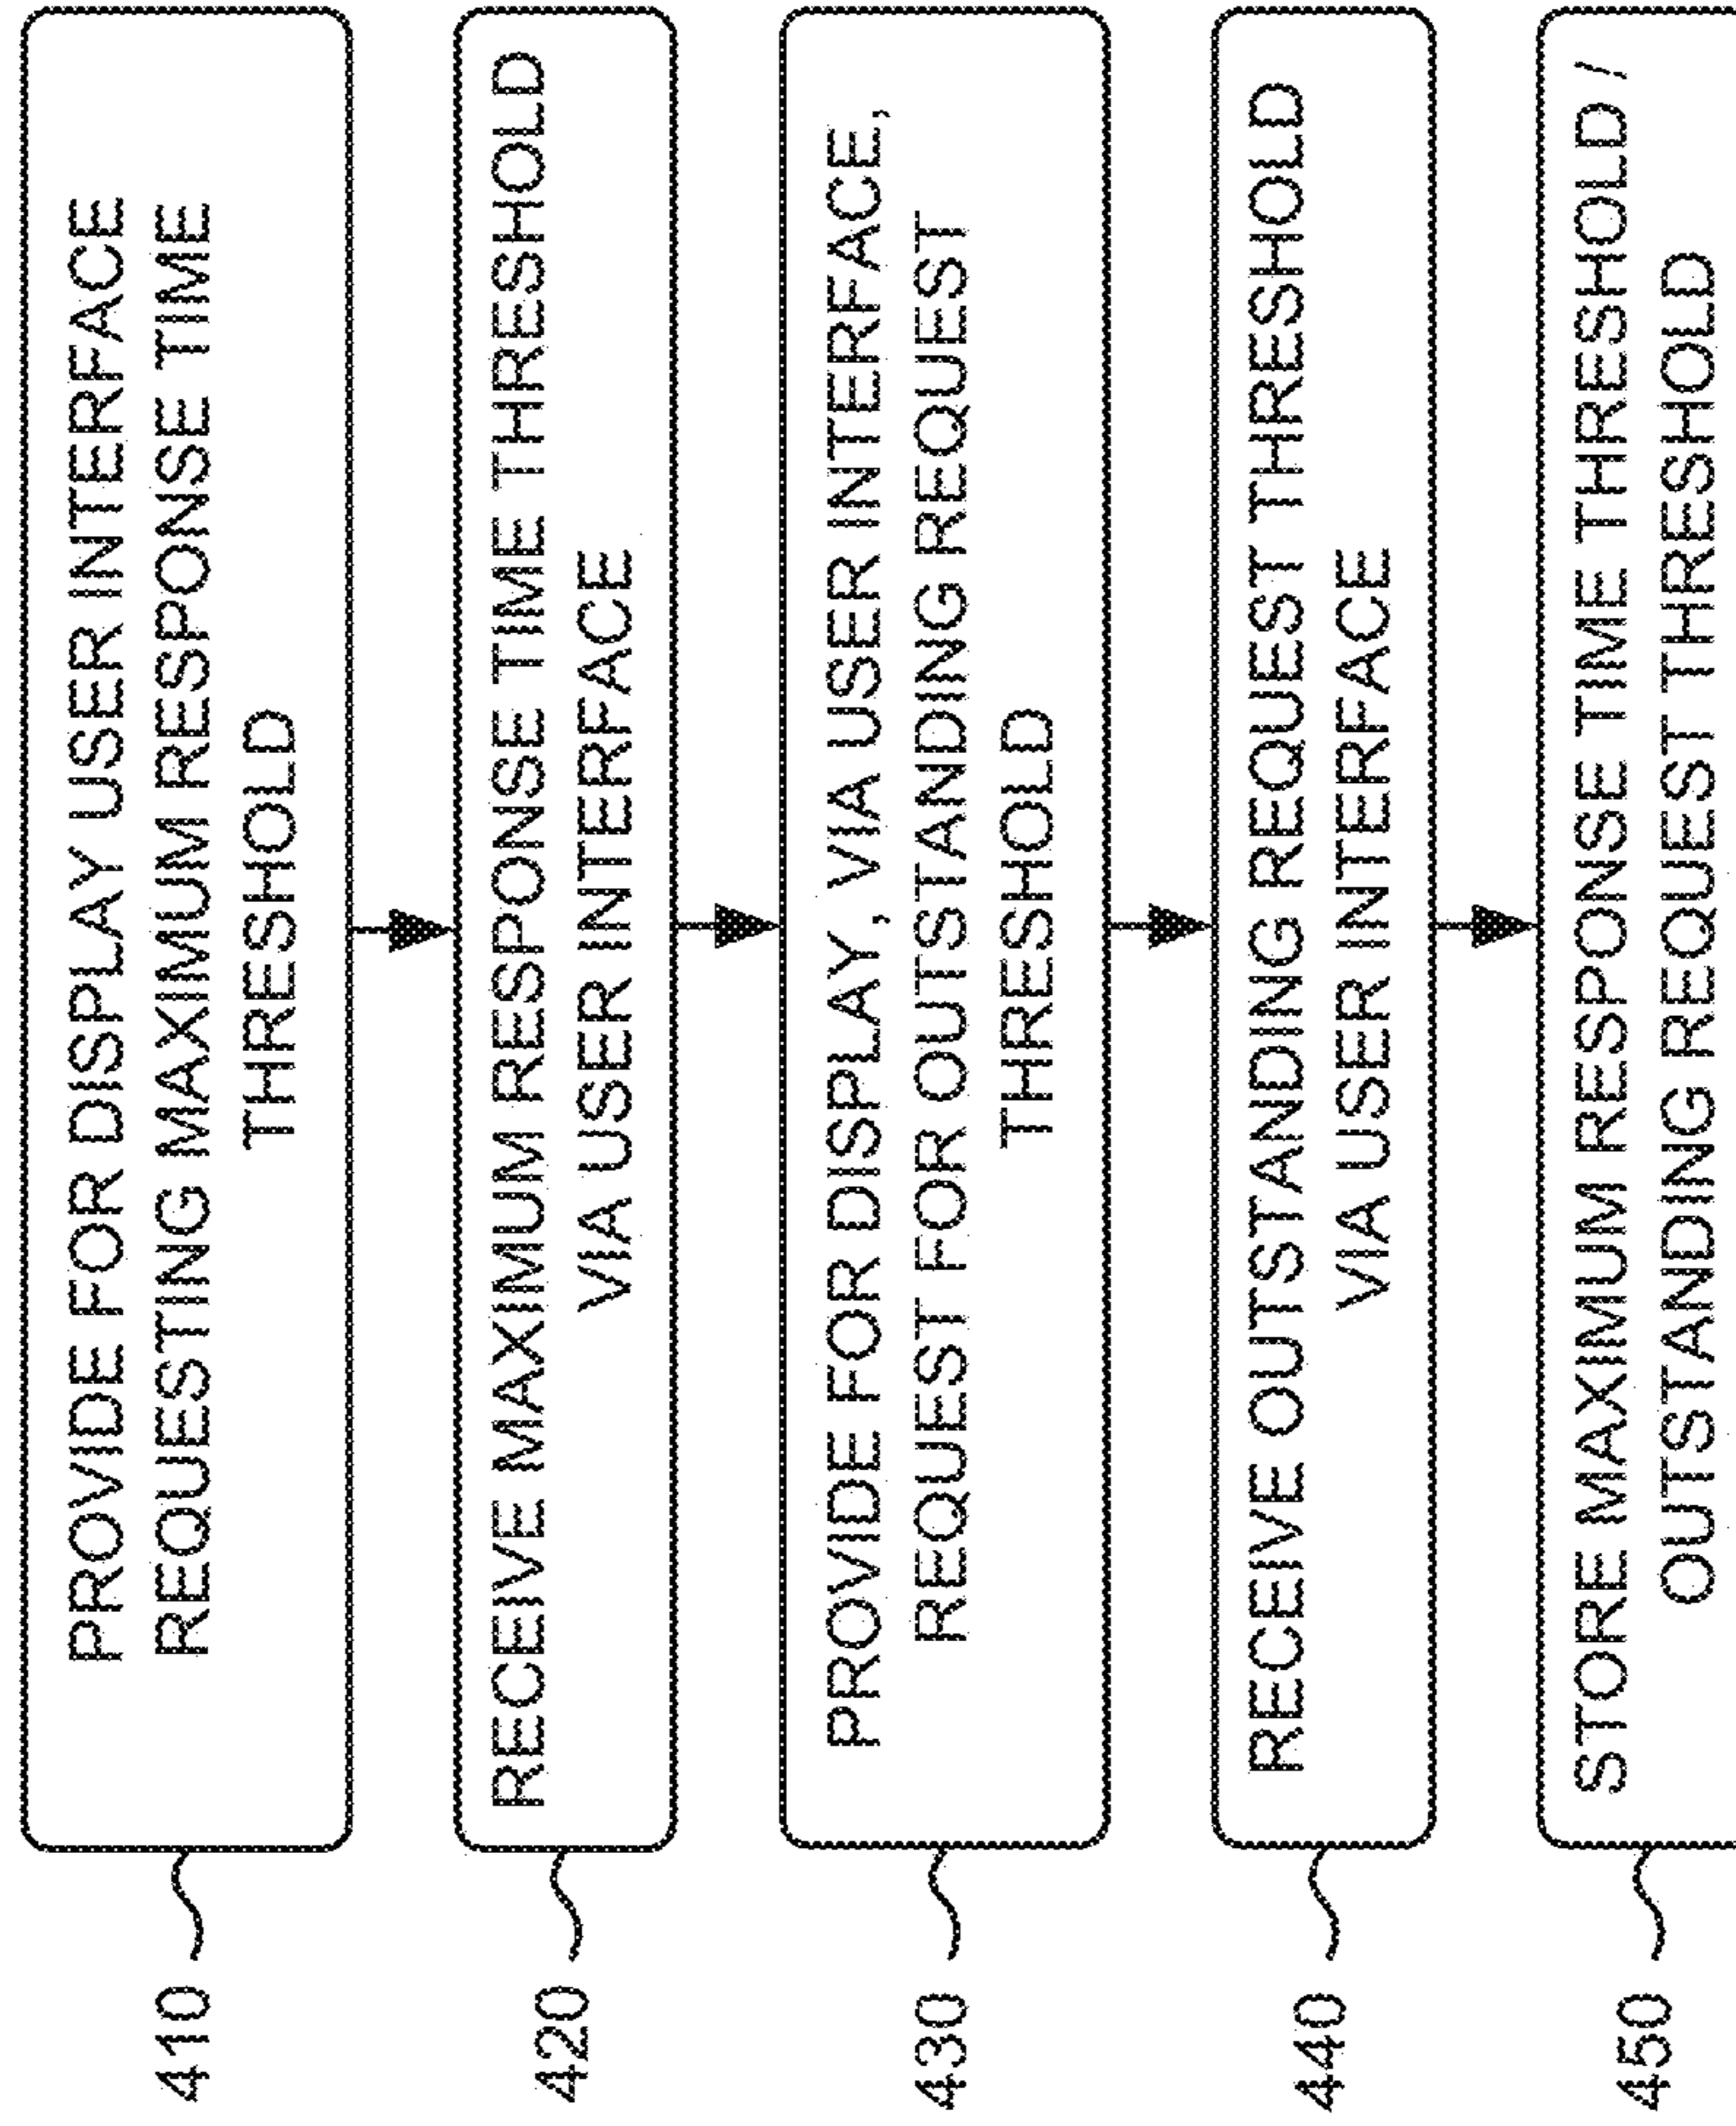 410
PROVIDE FOR DISPLAY USER INTERFACE
REQUESTING MAXIMUM RESPONSE TIME
THRESHOLD
420
RECEIVE MAXIMUM RESPONSE TIME THRESHOLD
VIA USER INTERFACE
430
PROVIDE FOR DISPLAY, VIA USER INTERFACE,
REQUEST FOR OUTSTANDING REQUEST
THRESHOLD
440
RECEIVE OUTSTANDING REQUEST THRESHOLD
VIA USER INTERFACE
450
STORE MAXIMUM RESPONSE TIME THRESHOLD /
OUTSTANDING REQUEST THRESHOLD